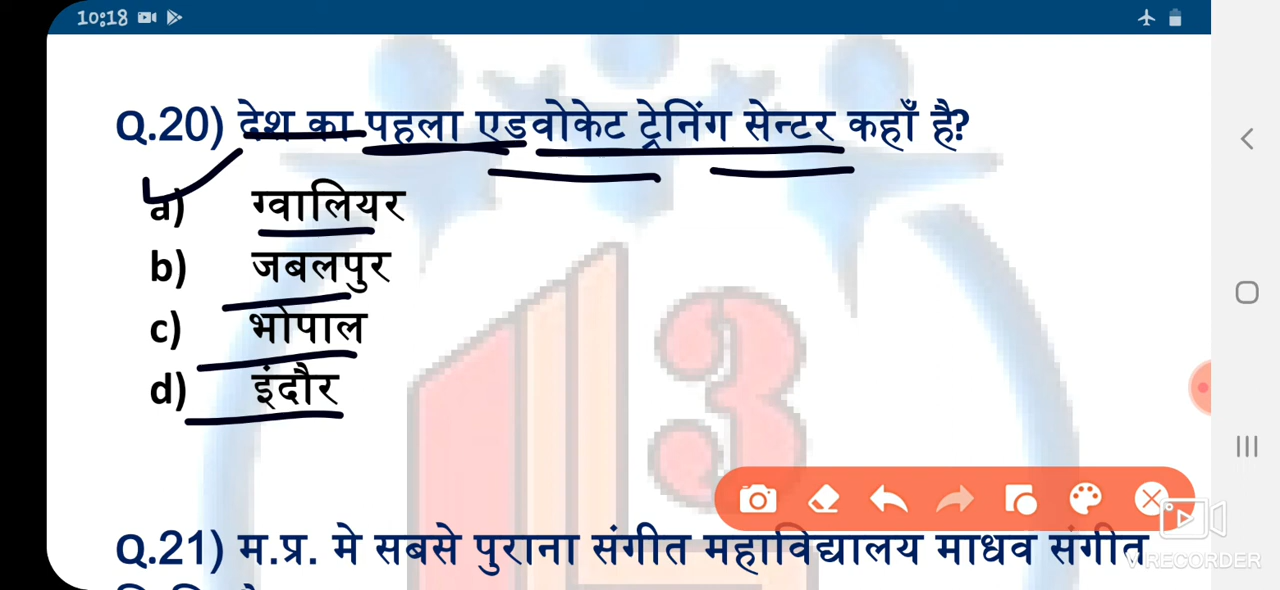 10:18
Q.20) देश का पहला एडवोकेट ट्रेनिंग सेन्टर कहाँ है?
a) ग्वालियर
b) जबलपुर
c) भोपाल
d) इंदौर
Q.21) म.प्र. मे सबसे पुराना संगीत महाविद्यालय माधव संगीत
V RECORDER